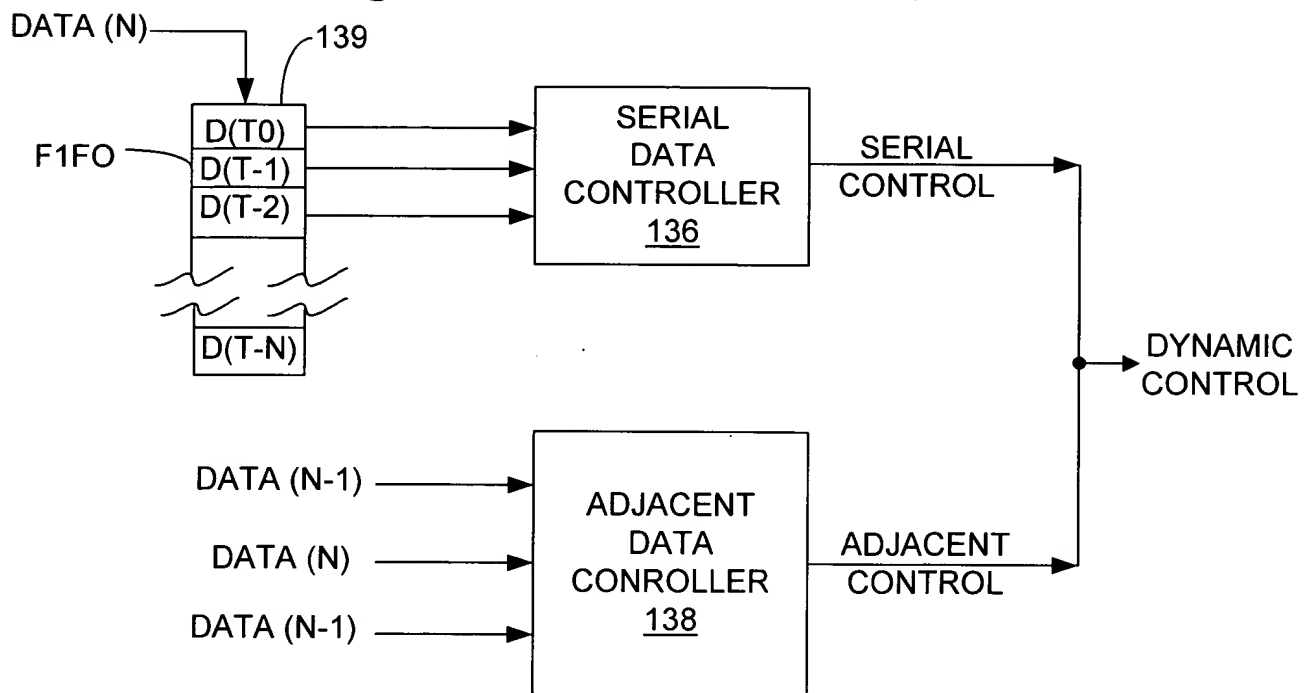 DATA (N)
139
F1FO
D(T0)
D(T-1)
D(T-2)
D(T-N)
SERIAL
DATA
CONTROLLER
136
SERIAL
CONTROL
DYNAMIC
CONTROL
DATA (N-1)
DATA (N)
DATA (N-1)
ADJACENT
DATA
CONROLLER
138
ADJACENT
CONTROL